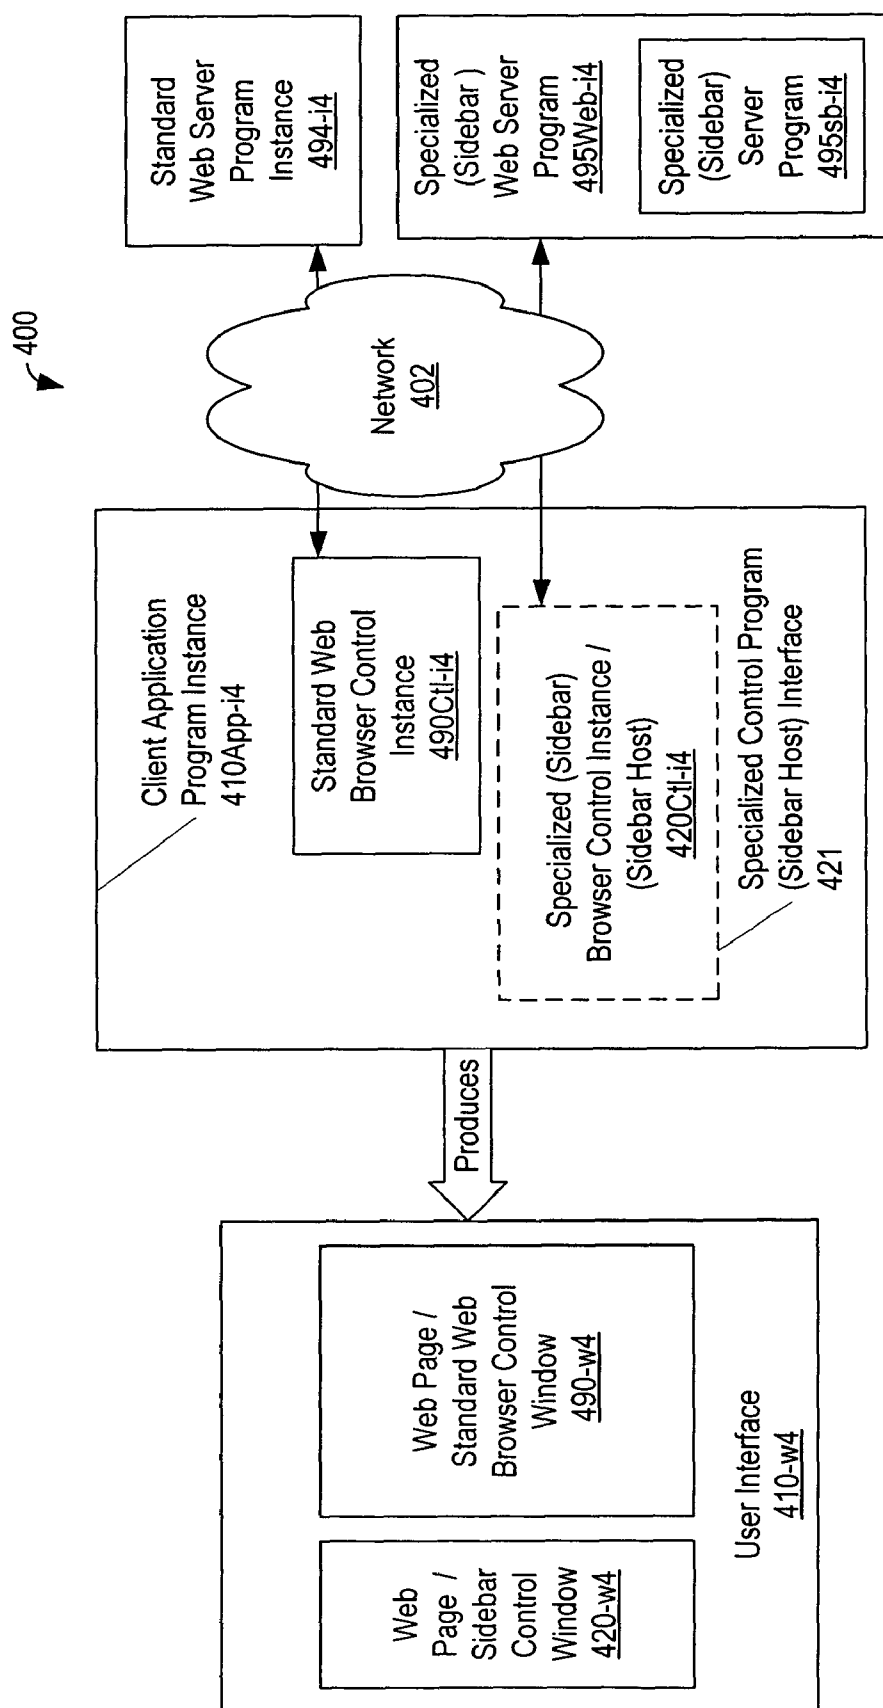 400
Standard
Web Server
Program
Instance
494-i4
Specialized
(Sidebar )
Web Server
Program
495Web-i4
Specialized
(Sidebar)
Server
Program
495sb-i4
Network
402
Client Application
Program Instance
410App-i4
Standard Web
Browser Control
Instance
490Ctl-i4
Specialized (Sidebar)
Browser Control Instance /
(Sidebar Host)
420Ctl-i4
Specialized Control Program
(Sidebar Host) Interface
421
Produces
Web Page /
Standard Web
Browser Control
Window
490-w4
Web
Page /
Sidebar
Control
Window
420-w4
User Interface
410-w4